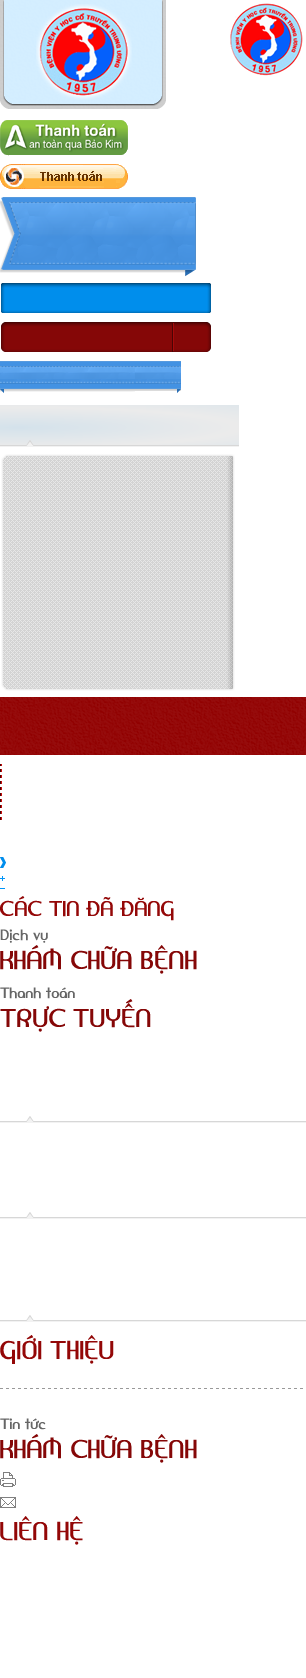 BỆNH VIỆN Y HỌC CỔ TRUYỀN TRUNG ƯƠNG
1957
BỆNH VIỆN Y HỌC CỔ TRUYỀN TRUNG ƯƠNG
1957
Thanh toán
an toàn qua Bảo Kim
Thanh toán
CÁC TIN ĐÃ ĐĂNG
Dịch vụ
KHÁM CHỮA BỆNH
Thanh toán
TRỰC TUYẾN
GIỚI THIỆU
Tin tức
KHÁM CHỮA BỆNH
LIÊN HỆ